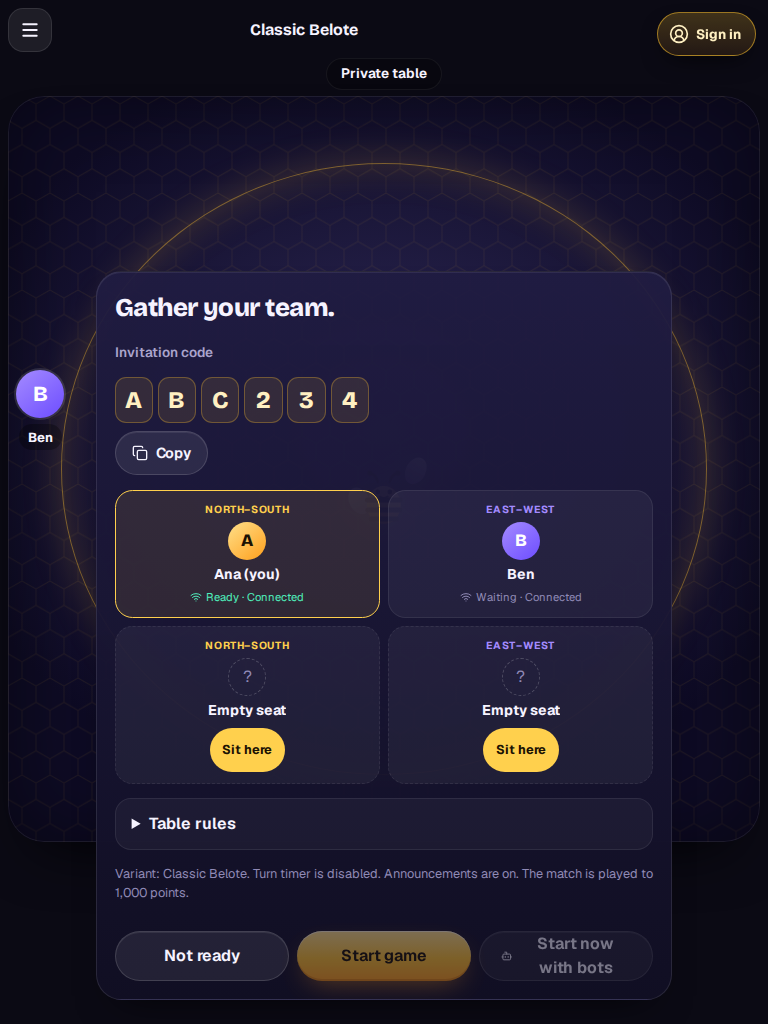 Classic Belote
Sign in
Private table
Gather your team.
Invitation code
A B C 2 3 4
Copy
B
Ben
NORTH–SOUTH
A
Ana (you)
Ready · Connected
EAST–WEST
B
Ben
Waiting · Connected
NORTH–SOUTH
?
Empty seat
Sit here
EAST–WEST
?
Empty seat
Sit here
Table rules
Variant: Classic Belote. Turn timer is disabled. Announcements are on. The match is played to
1,000 points.
Not ready
Start game
Start now
with bots